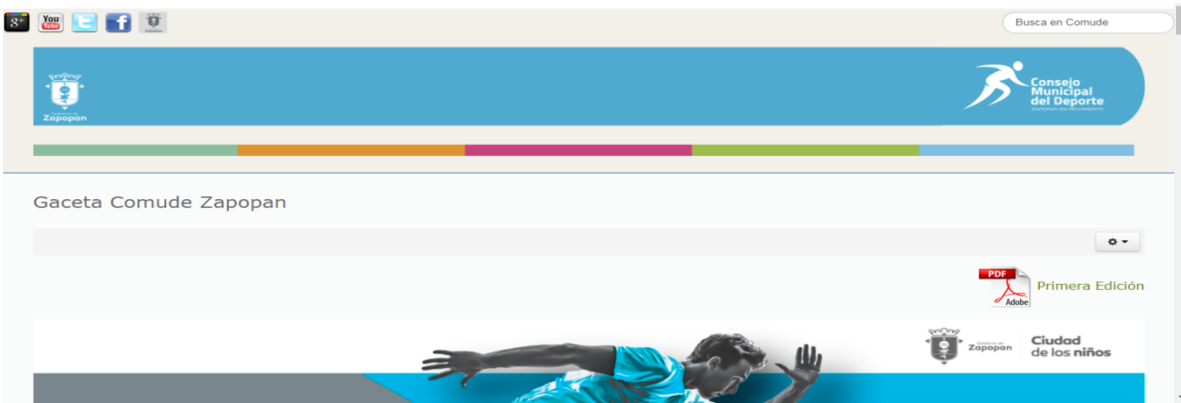 8+
You
Tube
Busca en Comude
Zapopan
Consejo
Municipal
del Deporte
Gaceta Comude Zapopan
PDF
Adobe
Primera Edición
Zapopan
Ciudad
de los niños